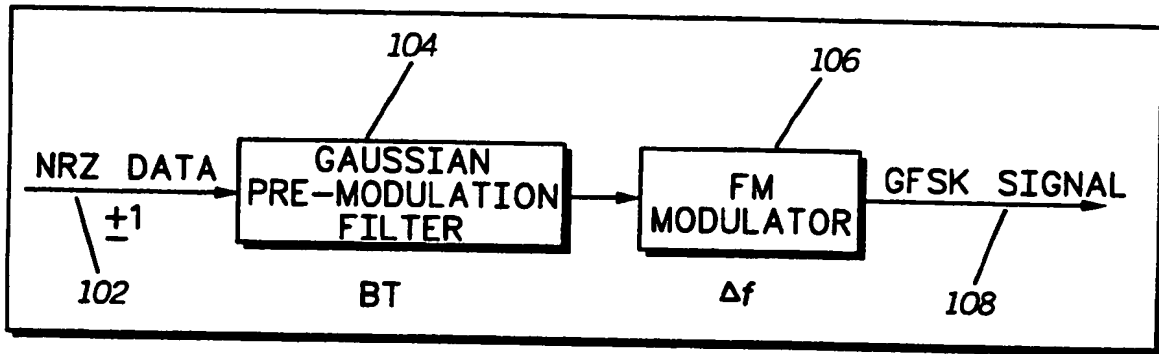 104
106
NRZ DATA
±1
102
GAUSSIAN
PRE-MODULATION
FILTER
BT
FM
MODULATOR
Δf
GFSK SIGNAL
108